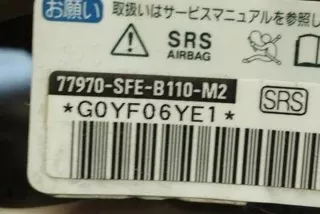 お願い 取扱いはサービスマニュアルを参照
SRS
AIRBAG
77970-SFE-B110-M2
SRS
*G0YF06YE1*